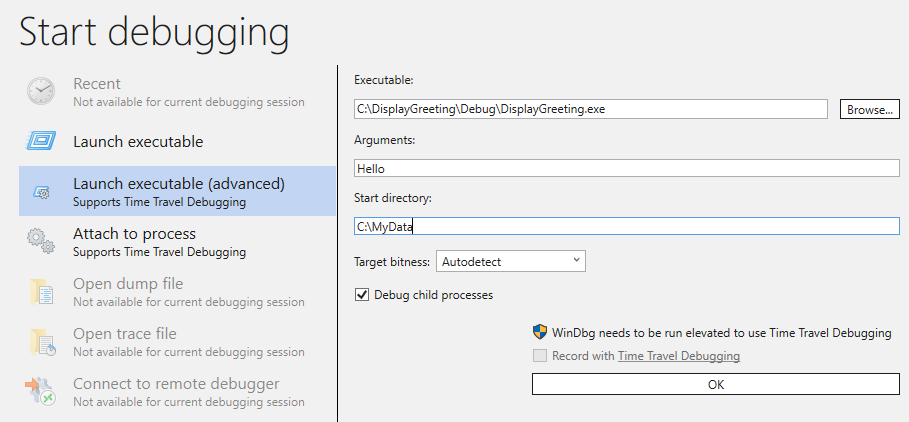 Start debugging
Recent
Not available for current debugging session
Launch executable
Launch executable (advanced)
Supports Time Travel Debugging
Attach to process
Supports Time Travel Debugging
Open dump file
Not available for current debugging session
Open trace file
Not available for current debugging session
Connect to remote debugger
Not available for current debugging session
Executable:
C:\DisplayGreeting\Debug\DisplayGreeting.exe
Browse...
Arguments:
Hello
Start directory:
C:\MyData
Target bitness: Autodetect
Debug child processes
WinDbg needs to be run elevated to use Time Travel Debugging
Record with Time Travel Debugging
OK